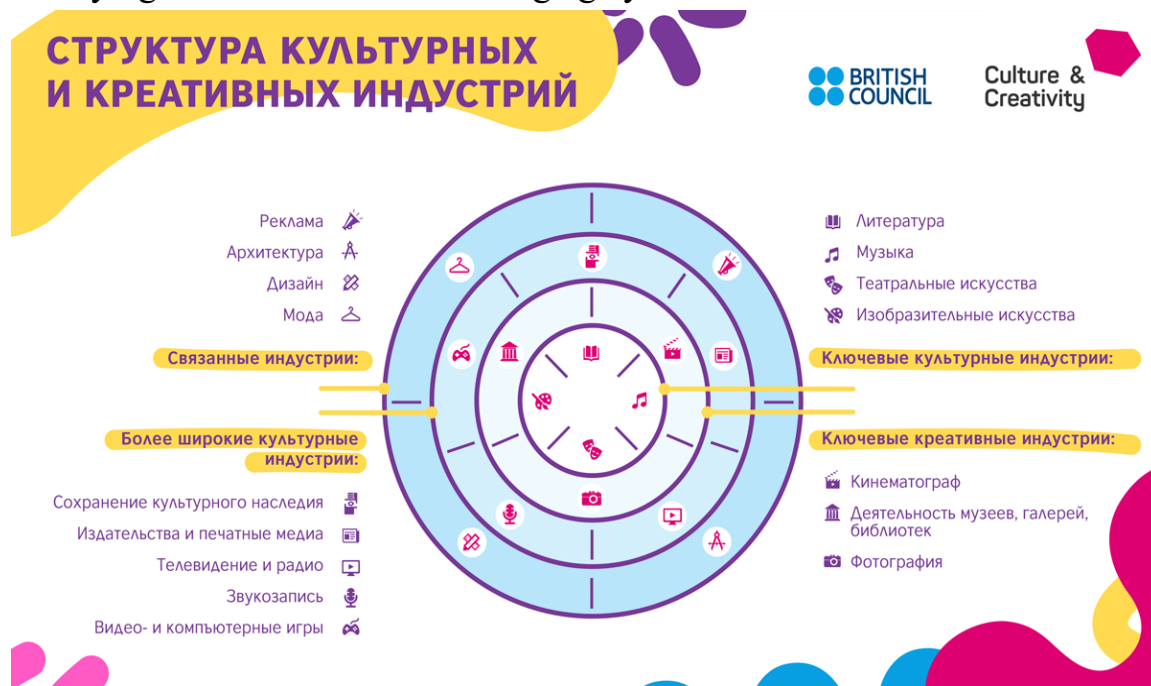 СТРУКТУРА КУЛЬТУРНЫХ
И КРЕАТИВНЫХ ИНДУСТРИЙ
BRITISH
COUNCIL
Culture &
Creativity
Реклама
Архитектура
Дизайн
Мода
Связанные индустрии:
Более широкие культурные
индустрии:
Сохранение культурного наследия
Издательства и печатные медиа
Телевидение и радио
Звукозапись
Видео- и компьютерные игры
Литература
Музыка
Театральные искусства
Изобразительные искусства
Ключевые культурные индустрии:
Ключевые креативные индустрии:
Кинематограф
Деятельность музеев, галерей,
библиотек
Фотография